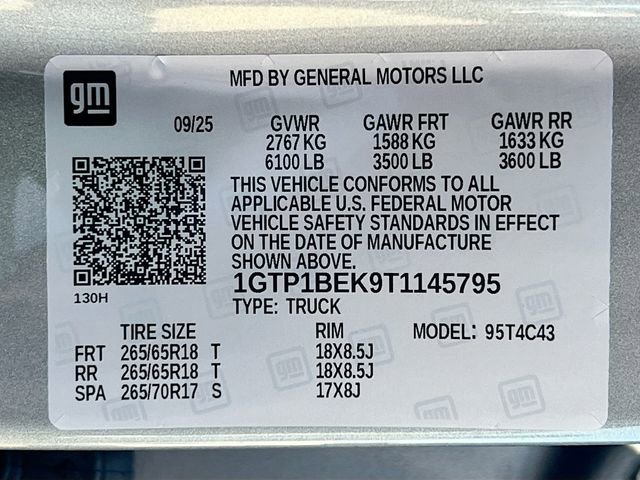 gm
MFD BY GENERAL MOTORS LLC
09/25 GVWR GAWR FRT GAWR RR
2767 KG 1588 KG 1633 KG
6100 LB 3500 LB 3600 LB
THIS VEHICLE CONFORMS TO ALL
APPLICABLE U.S. FEDERAL MOTOR
VEHICLE SAFETY STANDARDS IN EFFECT
ON THE DATE OF MANUFACTURE
SHOWN ABOVE.
1GTP1BEK9T1145795
130H
TYPE: TRUCK
TIRE SIZE RIM MODEL: 95T4C43
FRT 265/65R18 T 18X8.5J
RR 265/65R18 T 18X8.5J
SPA 265/70R17 S 17X8J